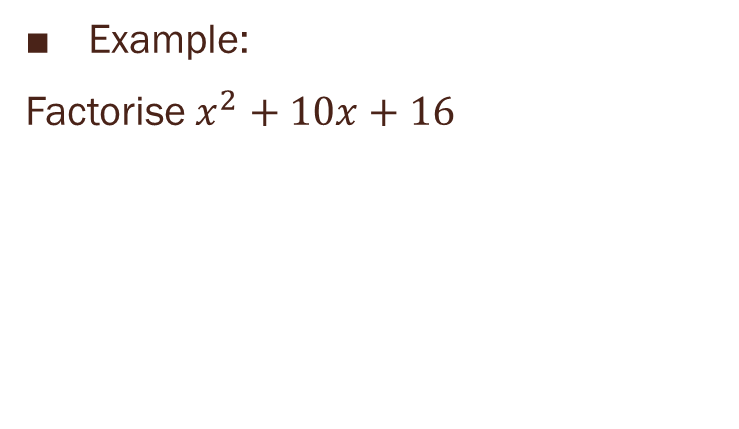 ■ Example:
Factorise 𝑥² + 10𝑥 + 16